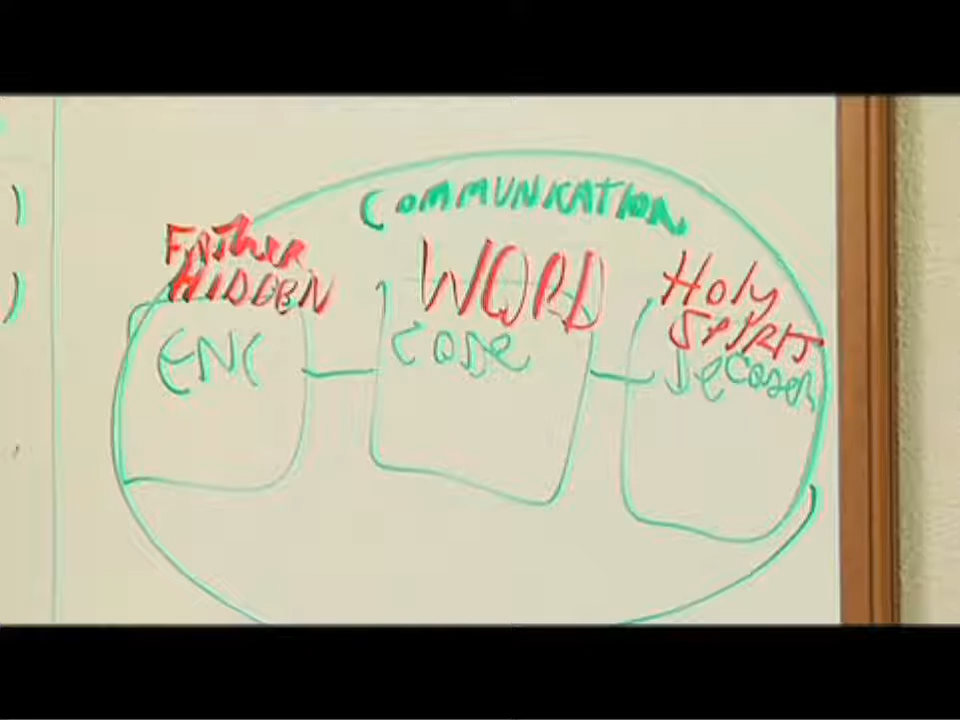 COMMUNICATION
FATHER
HIDDEN
WORD
HOLY
SPIRIT
ENC
CODE
DECODER